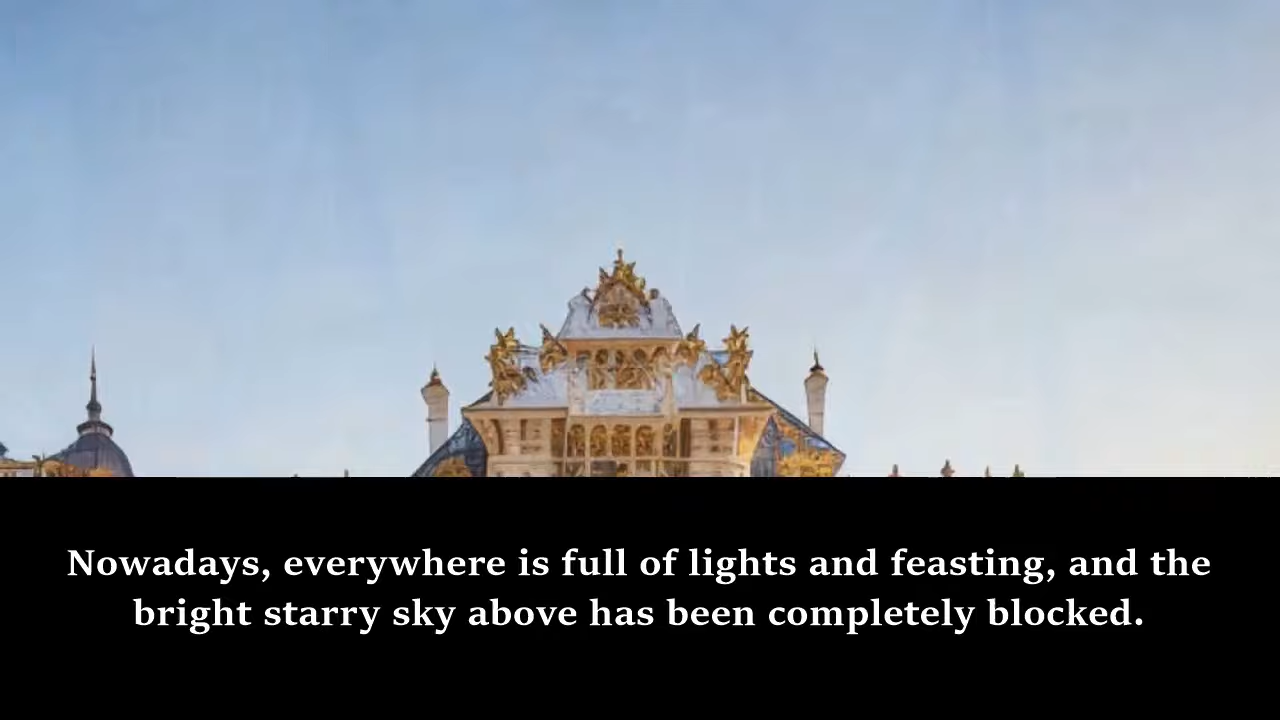 Nowadays, everywhere is full of lights and feasting, and the
bright starry sky above has been completely blocked.